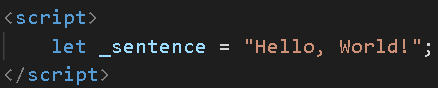 <script>
    let _sentence = "Hello, World!";
</script>